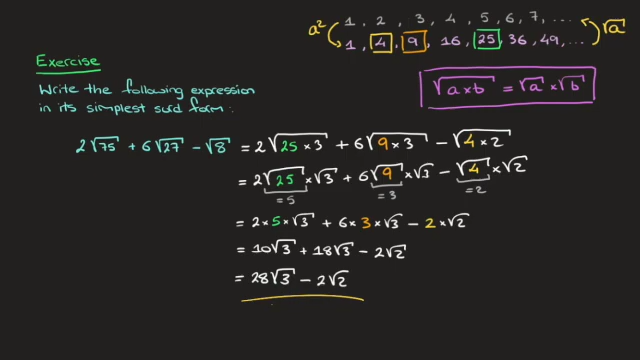 a² 1, 2, 3, 4, 5, 6, 7, ... √a
1, 4, 9, 16, 25, 36, 49, ...
Exercise
√a×b = √a × √b
Write the following expression
in its simplest surd form:
2√75 + 6√27 − √8 = 2√25×3 + 6√9×3 − √4×2
= 2√25 × √3 + 6√9 × √3 − √4 × √2
=5 =3 =2
= 2×5×√3 + 6×3×√3 − 2×√2
= 10√3 + 18√3 − 2√2
= 28√3 − 2√2